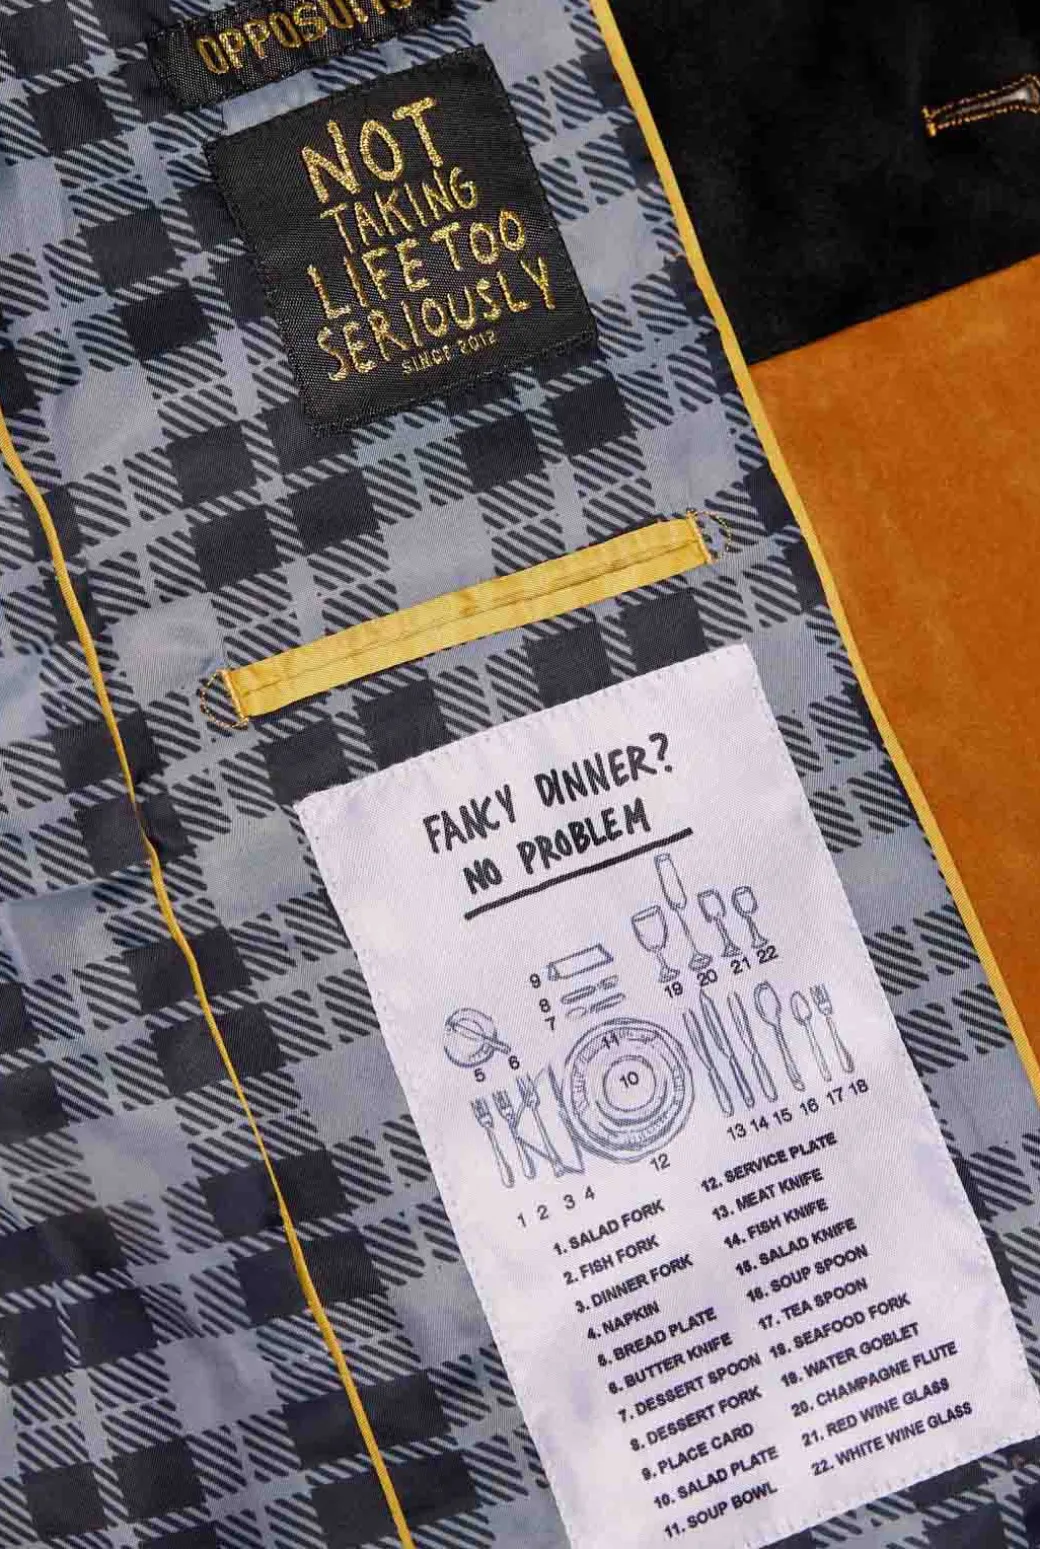 OPPOSUITS
NOT
TAKING
LIFE TOO
SERIOUSLY
SINCE 2012
FANCY DINNER?
NO PROBLEM
9
8
7
5 6
19 20 21 22
11
10
12
13 14 15 16 17 18
1 2 3 4
1. SALAD FORK
2. FISH FORK
3. DINNER FORK
4. NAPKIN
5. BREAD PLATE
6. BUTTER KNIFE
7. DESSERT SPOON
8. DESSERT FORK
9. PLACE CARD
10. SALAD PLATE
11. SOUP BOWL
12. SERVICE PLATE
13. MEAT KNIFE
14. FISH KNIFE
15. SALAD KNIFE
16. SOUP SPOON
17. TEA SPOON
18. SEAFOOD FORK
19. WATER GOBLET
20. CHAMPAGNE FLUTE
21. RED WINE GLASS
22. WHITE WINE GLASS